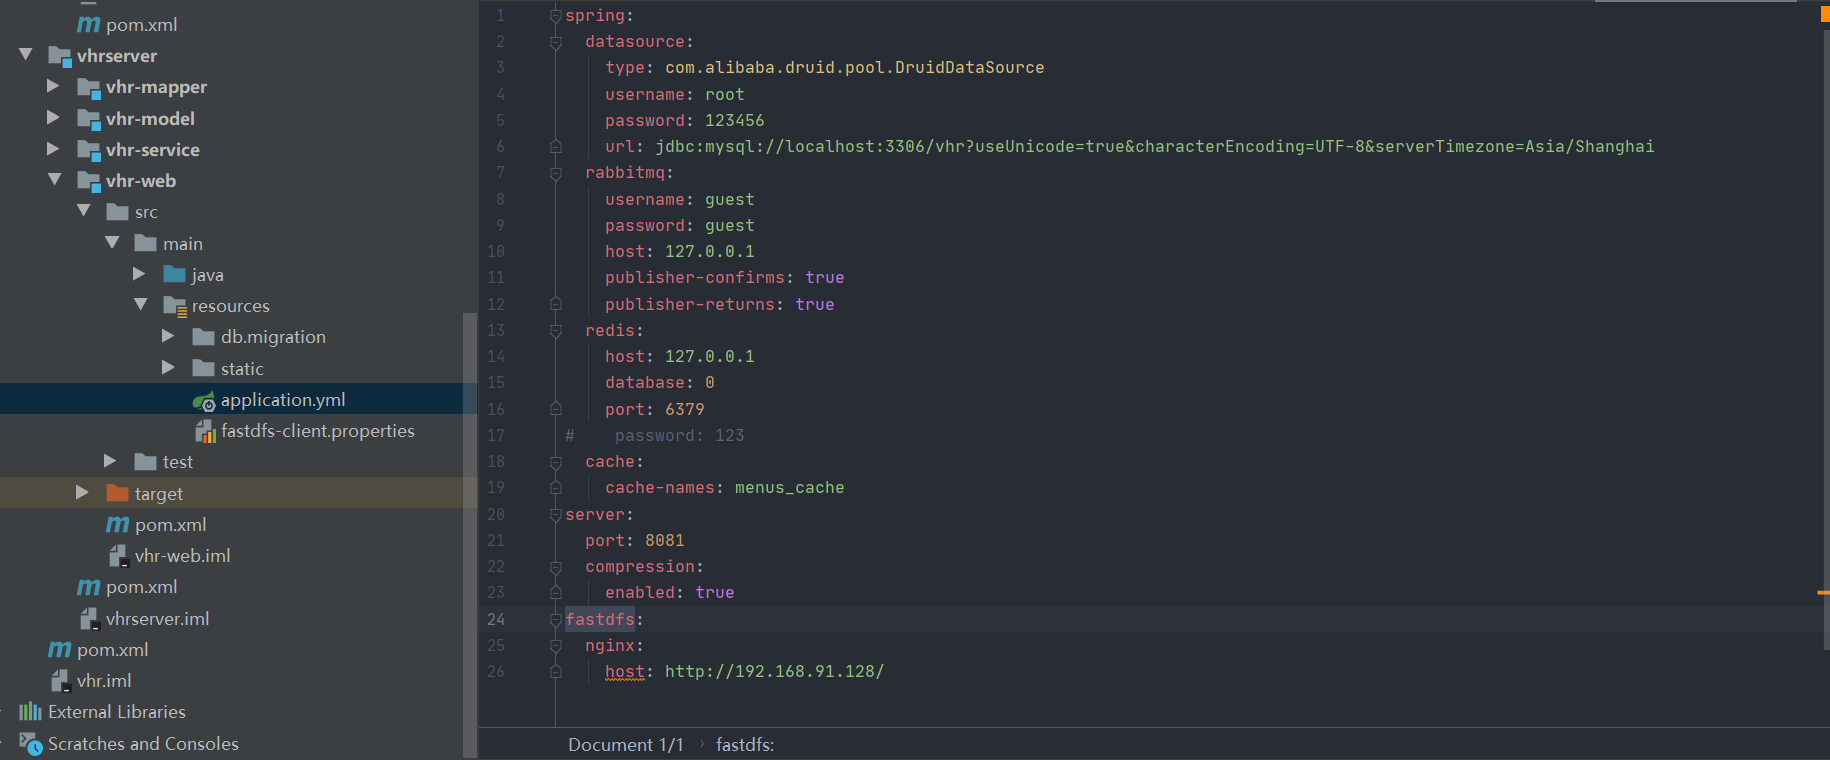 pom.xml
vhrserver
vhr-mapper
vhr-model
vhr-service
vhr-web
src
main
java
resources
db.migration
static
application.yml
fastdfs-client.properties
test
target
pom.xml
vhr-web.iml
pom.xml
vhrserver.iml
pom.xml
vhr.iml
External Libraries
Scratches and Consoles
1 spring:
2 datasource:
3 type: com.alibaba.druid.pool.DruidDataSource
4 username: root
5 password: 123456
6 url: jdbc:mysql://localhost:3306/vhr?useUnicode=true&characterEncoding=UTF-8&serverTimezone=Asia/Shanghai
7 rabbitmq:
8 username: guest
9 password: guest
10 host: 127.0.0.1
11 publisher-confirms: true
12 publisher-returns: true
13 redis:
14 host: 127.0.0.1
15 database: 0
16 port: 6379
17 # password: 123
18 cache:
19 cache-names: menus_cache
20 server:
21 port: 8081
22 compression:
23 enabled: true
24 fastdfs:
25 nginx:
26 host: http://192.168.91.128/
Document 1/1 › fastdfs: